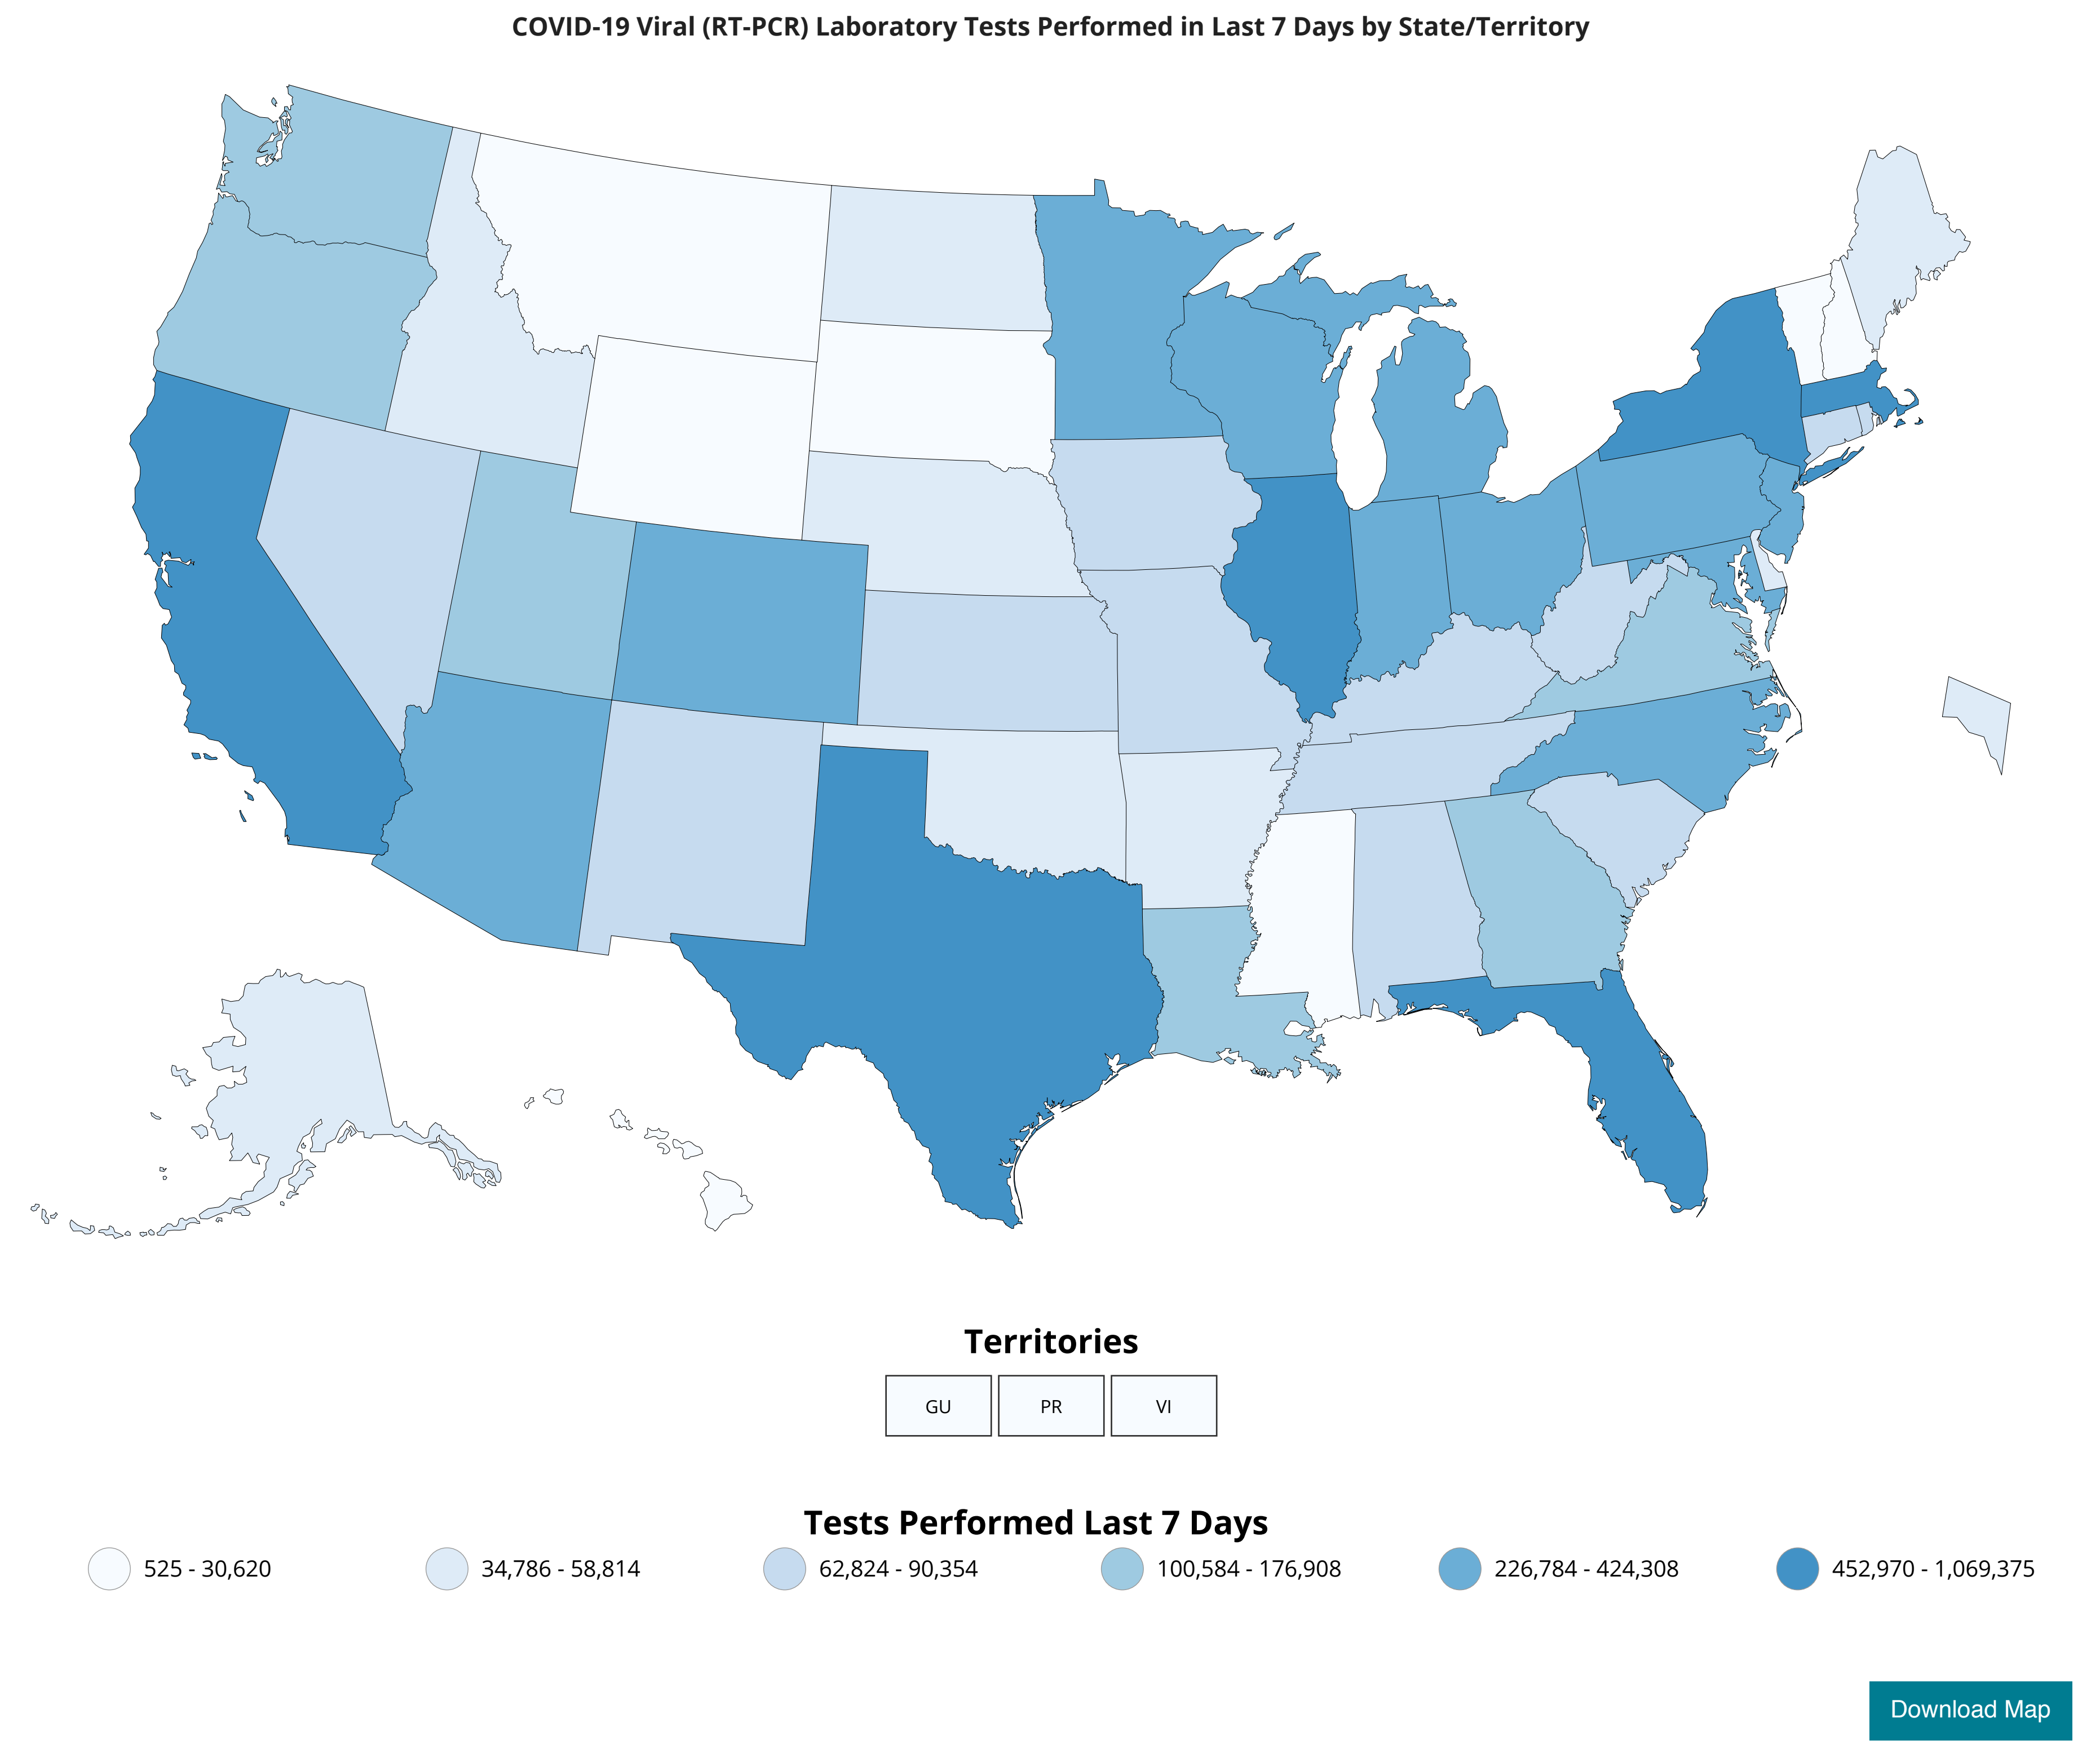 COVID-19 Viral (RT-PCR) Laboratory Tests Performed in Last 7 Days by State/Territory
Territories
GU PR VI
Tests Performed Last 7 Days
525 - 30,620 34,786 - 58,814 62,824 - 90,354 100,584 - 176,908 226,784 - 424,308 452,970 - 1,069,375
Download Map